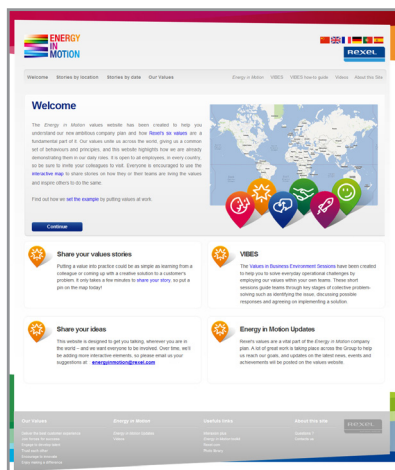 ENERGY
IN
MOTION
REXEL
Welcome Stories by location Stories by date Our Values Energy in Motion VIBES VIBES how-to guide Videos About this Site
Welcome
The Energy in Motion values website has been created to help you
understand our new ambitious company plan and how Rexel's six values are a
fundamental part of it. Our values unite us across the world, giving us a common
set of behaviours and principles, and this website highlights how we are already
demonstrating them in our daily roles. It is open to all employees, in every country,
so be sure to invite your colleagues to visit. Everyone is encouraged to use the
interactive map to share stories on how they or their teams are living the values
and inspire others to do the same.
Find out how we set the example by putting values at work.
Continue
Share your values stories
Putting a value into practice could be as simple as learning from a
colleague or coming up with a creative solution to a customer's
problem. It only takes a few minutes to share your story, so put a
pin on the map today!
VIBES
The Values in Business Environment Sessions have been created
to help you to solve everyday operational challenges by
employing our values within your own teams. These short
sessions guide teams through key stages of collective problem-
solving such as identifying the issue, discussing possible
responses and agreeing on implementing a solution.
Share your ideas
This website is designed to get you talking, wherever you are in
the world – and we want everyone to be involved. Over time, we'll
be adding more interactive elements, so please email us your
suggestions at energyinmotion@rexel.com
Energy in Motion Updates
Rexel's values are a vital part of the Energy in Motion company
plan. A lot of great work is taking place across the Group to help
us reach our goals, and updates on the latest news, events and
achievements will be posted on the values website.
Our Values Energy in Motion Useful links About this site
REXEL